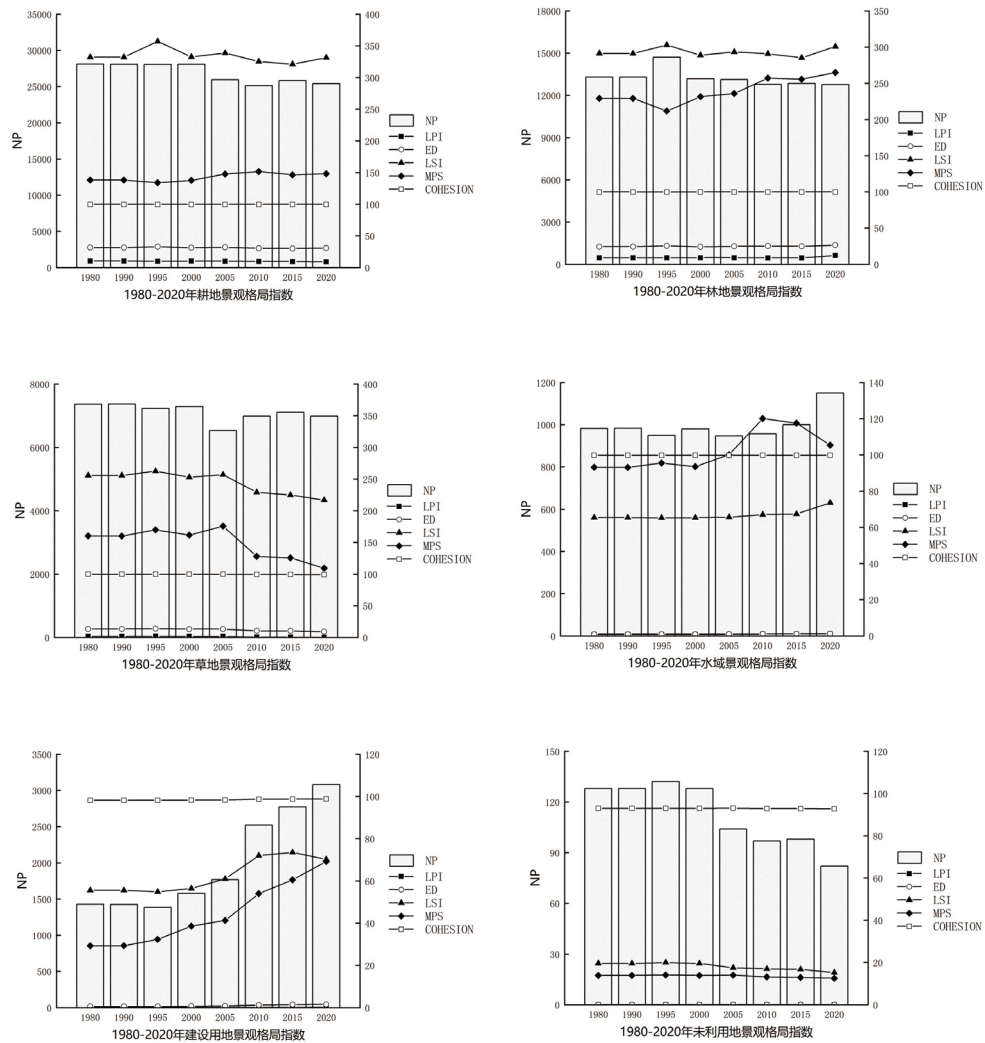 35000
30000
25000
20000
15000
10000
5000
0
NP
400
350
300
250
200
150
100
50
0
1980 1990 1995 2000 2005 2010 2015 2020
1980-2020年耕地景观格局指数
NP
LPI
ED
LSI
MPS
COHESION
18000
15000
12000
9000
6000
3000
0
NP
350
300
250
200
150
100
50
0
1980 1990 1995 2000 2005 2010 2015 2020
1980-2020年林地景观格局指数
NP
LPI
ED
LSI
MPS
COHESION
8000
6000
4000
2000
0
NP
400
350
300
250
200
150
100
50
0
1980 1990 1995 2000 2005 2010 2015 2020
1980-2020年草地景观格局指数
NP
LPI
ED
LSI
MPS
COHESION
1200
1000
800
600
400
200
0
NP
140
120
100
80
60
40
20
0
1980 1990 1995 2000 2005 2010 2015 2020
1980-2020年水域景观格局指数
NP
LPI
ED
LSI
MPS
COHESION
3500
3000
2500
2000
1500
1000
500
0
NP
120
100
80
60
40
20
0
1980 1990 1995 2000 2005 2010 2015 2020
1980-2020年建设用地景观格局指数
NP
LPI
ED
LSI
MPS
COHESION
150
120
90
60
30
0
NP
120
100
80
60
40
20
0
1980 1990 1995 2000 2005 2010 2015 2020
1980-2020年未利用地景观格局指数
NP
LPI
ED
LSI
MPS
COHESION